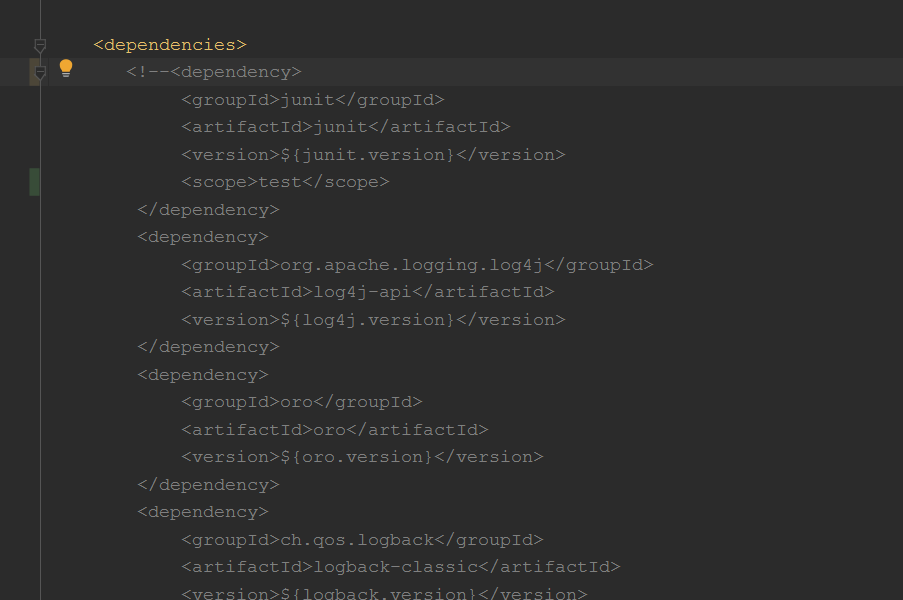 <dependencies>
<!--<dependency>
<groupId>junit</groupId>
<artifactId>junit</artifactId>
<version>${junit.version}</version>
<scope>test</scope>
</dependency>
<dependency>
<groupId>org.apache.logging.log4j</groupId>
<artifactId>log4j-api</artifactId>
<version>${log4j.version}</version>
</dependency>
<dependency>
<groupId>oro</groupId>
<artifactId>oro</artifactId>
<version>${oro.version}</version>
</dependency>
<dependency>
<groupId>ch.qos.logback</groupId>
<artifactId>logback-classic</artifactId>
<version>${logback.version}</version>